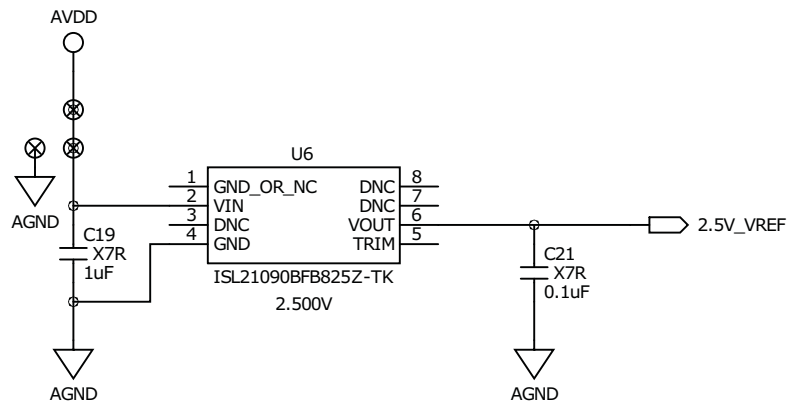 AVDD
U6
1 GND_OR_NC DNC 8
2 VIN DNC 7
3 DNC VOUT 6
4 GND TRIM 5
AGND
C19
X7R
1uF
2.5V_VREF
C21
X7R
0.1uF
ISL21090BFB825Z-TK
2.500V
AGND
AGND